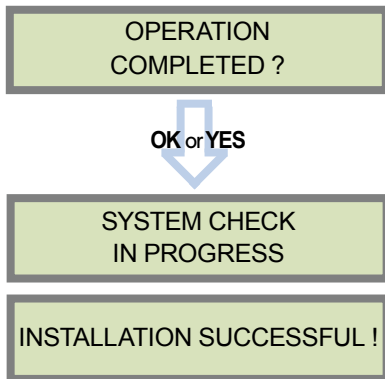 OPERATION
COMPLETED ?
OK or YES
SYSTEM CHECK
IN PROGRESS
INSTALLATION SUCCESSFUL !